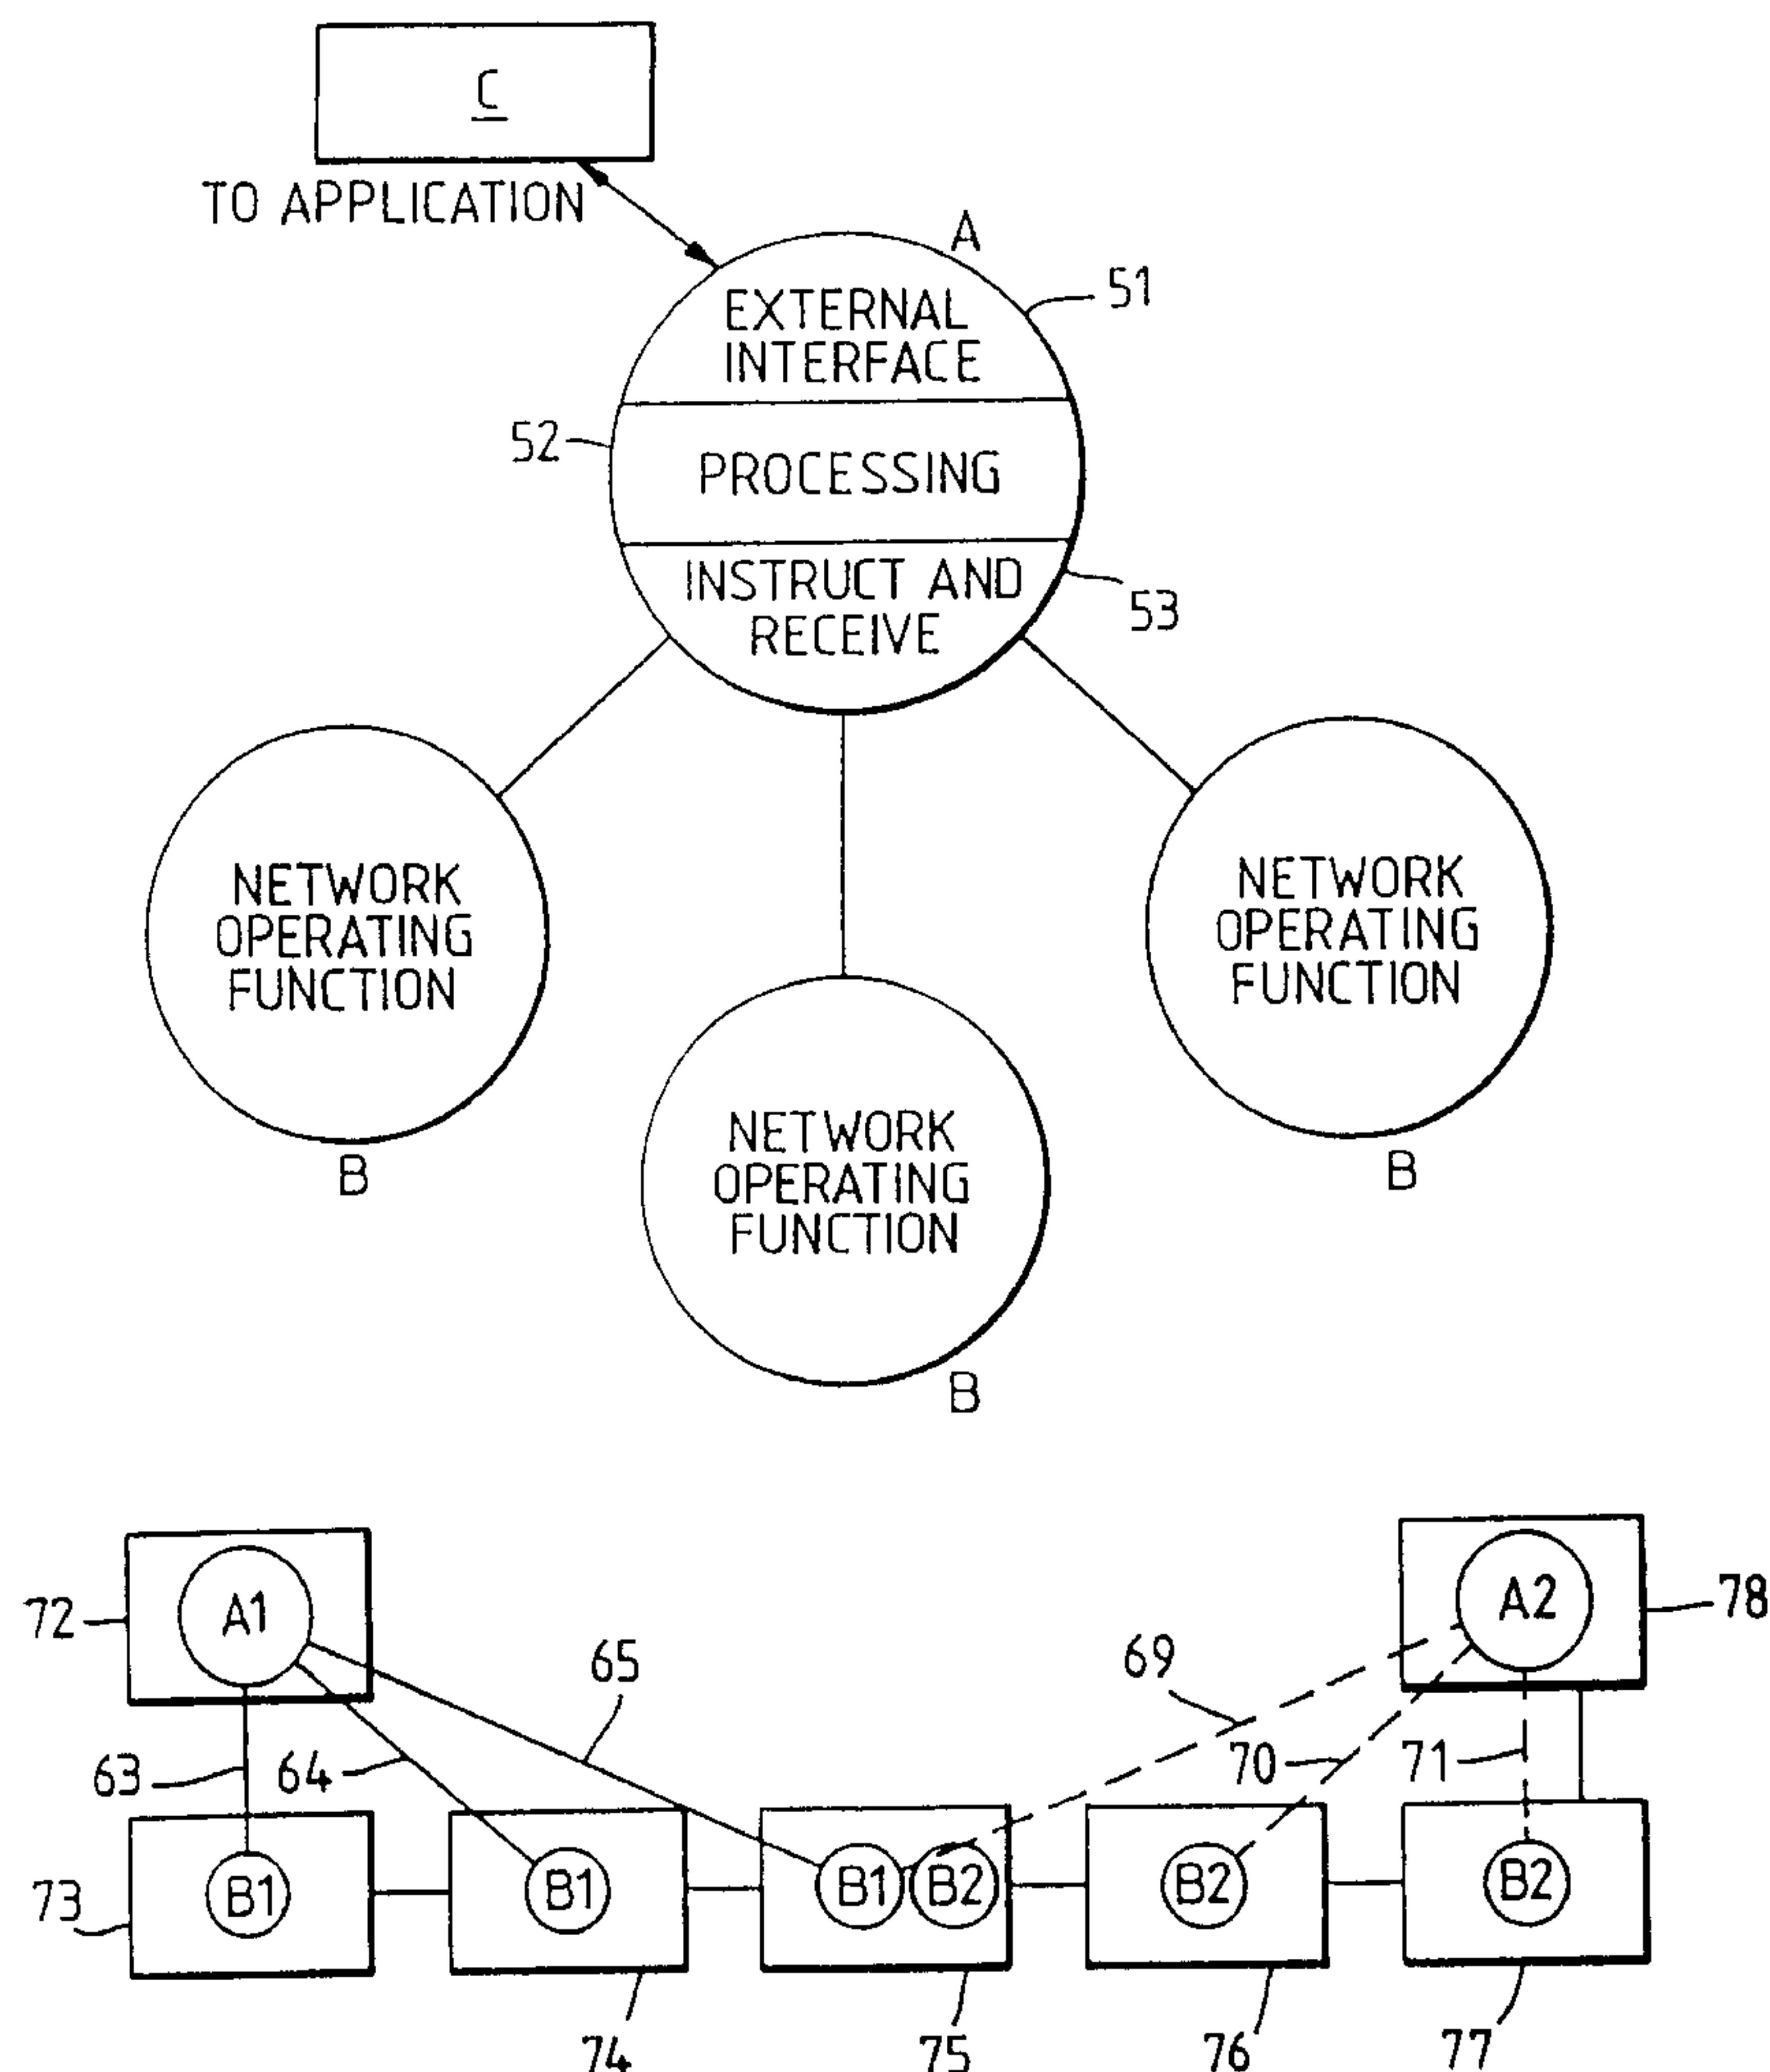 C
TO APPLICATION
A
51
EXTERNAL
INTERFACE
52
PROCESSING
INSTRUCT AND
RECEIVE
53
NETWORK
OPERATING
FUNCTION
B
NETWORK
OPERATING
FUNCTION
B
NETWORK
OPERATING
FUNCTION
B
72
A1
65
69
A2
78
63
64
70
71
73
B1
B1
B1
B2
B2
B2
74
75
76
77